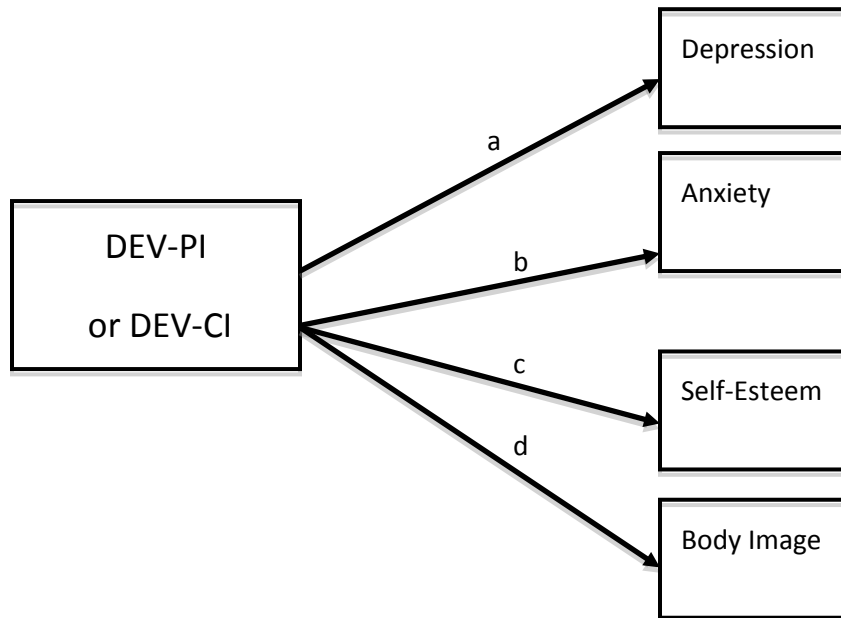 Depression
a
Anxiety
DEV-PI
b
or DEV-CI
c
Self-Esteem
d
Body Image